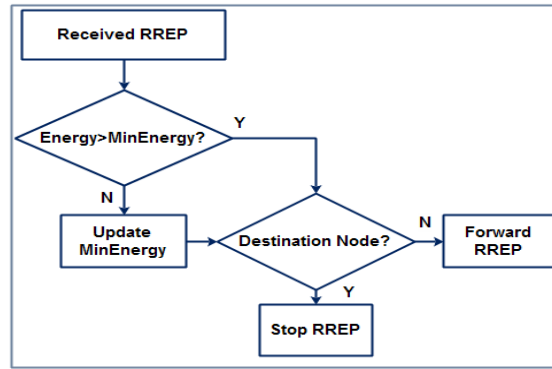 Received RREP
Energy>MinEnergy?
Y
N
Update
MinEnergy
Destination Node?
N
Forward
RREP
Y
Stop RREP